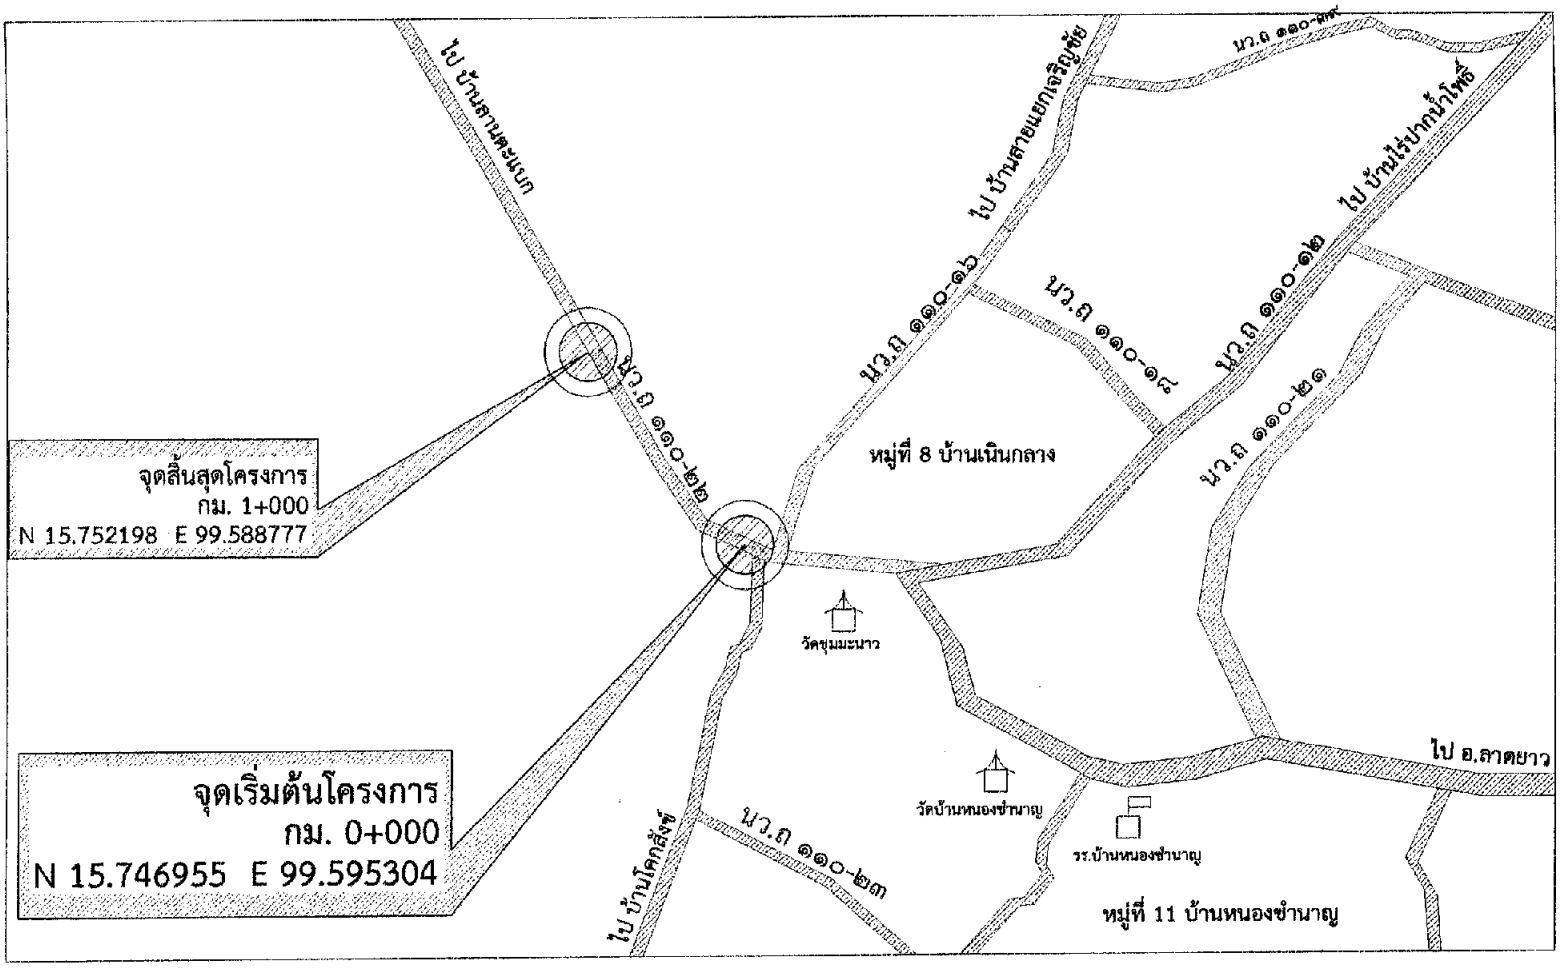 ไป บ้านลานตะแบก
ไป บ้านสายแยกเจริญชัย
นว.ถ ๑๑๐-๓๙
ไป บ้านไร่ปากน้ำโพธิ์
นว.ถ ๑๑๐-๑๖
นว.ถ ๑๑๐-๑๘
นว.ถ ๑๑๐-๑๒
นว.ถ ๑๑๐-๒๑
นว.ถ ๑๑๐-๒๒
หมู่ที่ 8 บ้านเนินกลาง
จุดสิ้นสุดโครงการ
กม. 1+000
N 15.752198 E 99.588777
วัดชุมมะนาว
จุดเริ่มต้นโครงการ
กม. 0+000
N 15.746955 E 99.595304
ไป อ.ลาดยาว
วัดบ้านหนองชำนาญ
รร.บ้านหนองชำนาญ
ไป บ้านโคกสังข์
นว.ถ ๑๑๐-๒๓
หมู่ที่ 11 บ้านหนองชำนาญ